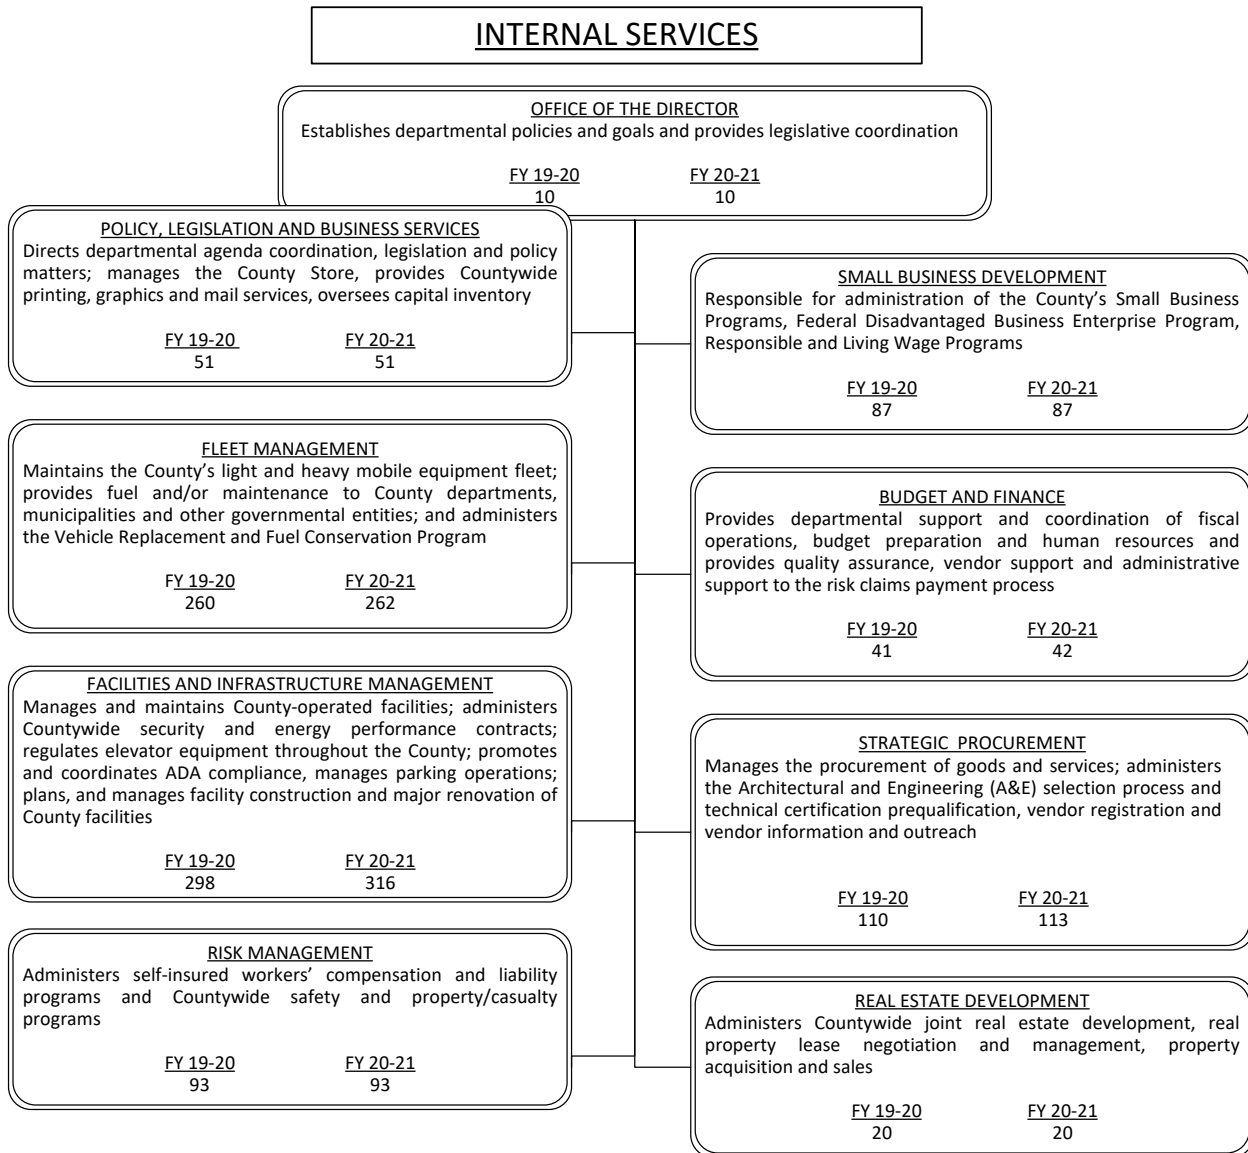 INTERNAL SERVICES
OFFICE OF THE DIRECTOR
Establishes departmental policies and goals and provides legislative coordination
FY 19-20 FY 20-21
10 10
POLICY, LEGISLATION AND BUSINESS SERVICES
Directs departmental agenda coordination, legislation and policy
matters; manages the County Store, provides Countywide
printing, graphics and mail services, oversees capital inventory
FY 19-20 FY 20-21
51 51
SMALL BUSINESS DEVELOPMENT
Responsible for administration of the County’s Small Business
Programs, Federal Disadvantaged Business Enterprise Program,
Responsible and Living Wage Programs
FY 19-20 FY 20-21
87 87
FLEET MANAGEMENT
Maintains the County’s light and heavy mobile equipment fleet;
provides fuel and/or maintenance to County departments,
municipalities and other governmental entities; and administers
the Vehicle Replacement and Fuel Conservation Program
FY 19-20 FY 20-21
260 262
BUDGET AND FINANCE
Provides departmental support and coordination of fiscal
operations, budget preparation and human resources and
provides quality assurance, vendor support and administrative
support to the risk claims payment process
FY 19-20 FY 20-21
41 42
FACILITIES AND INFRASTRUCTURE MANAGEMENT
Manages and maintains County-operated facilities; administers
Countywide security and energy performance contracts;
regulates elevator equipment throughout the County; promotes
and coordinates ADA compliance, manages parking operations;
plans, and manages facility construction and major renovation of
County facilities
FY 19-20 FY 20-21
298 316
STRATEGIC PROCUREMENT
Manages the procurement of goods and services; administers
the Architectural and Engineering (A&E) selection process and
technical certification prequalification, vendor registration and
vendor information and outreach
FY 19-20 FY 20-21
110 113
RISK MANAGEMENT
Administers self-insured workers’ compensation and liability
programs and Countywide safety and property/casualty
programs
FY 19-20 FY 20-21
93 93
REAL ESTATE DEVELOPMENT
Administers Countywide joint real estate development, real
property lease negotiation and management, property
acquisition and sales
FY 19-20 FY 20-21
20 20